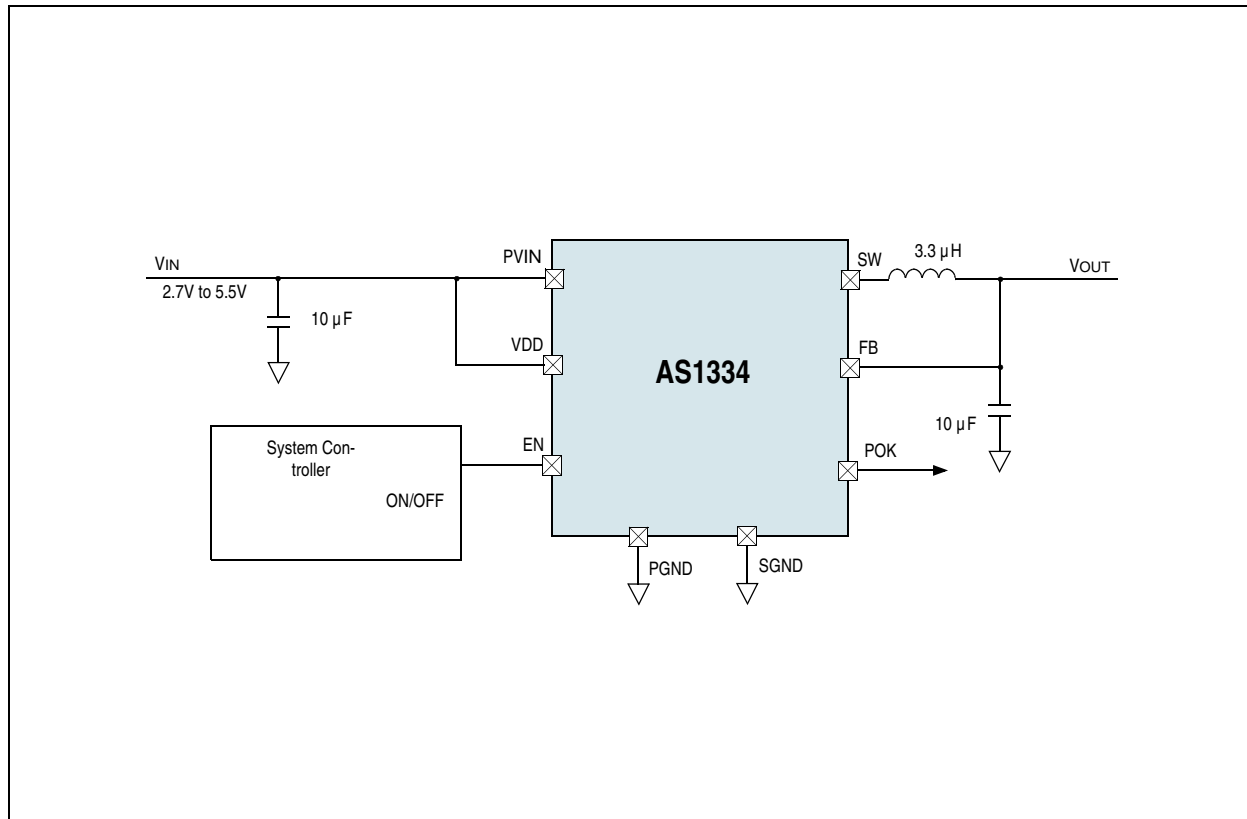 PVIN
SW
3.3 µH
VIN
VOUT
2.7V to 5.5V
10 µF
VDD
FB
AS1334
10 µF
EN
POK
System Con-
troller
ON/OFF
PGND
SGND